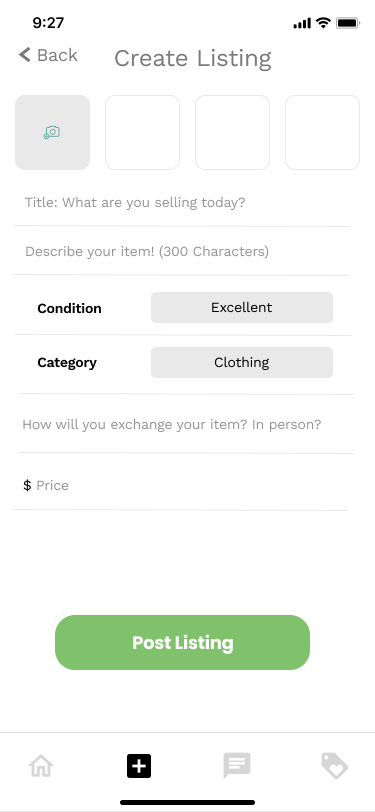 9:27
Back
Create Listing
Title: What are you selling today?
Describe your item! (300 Characters)
Condition Excellent
Category Clothing
How will you exchange your item? In person?
$ Price
Post Listing